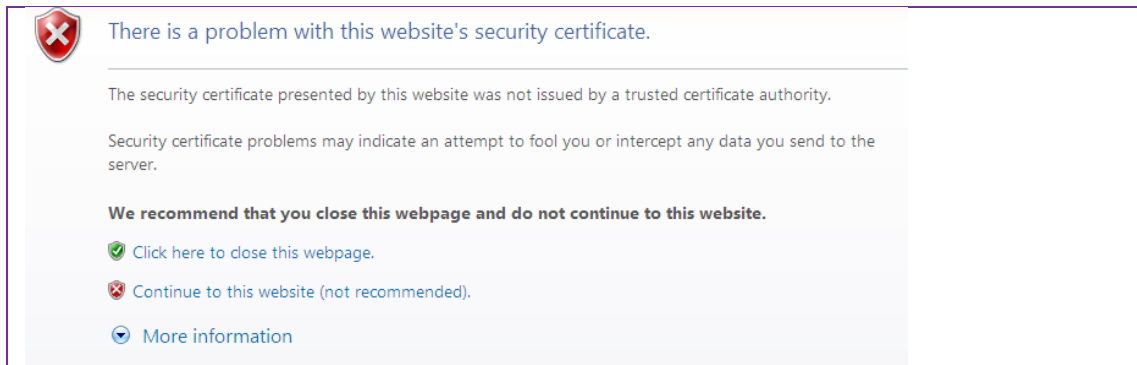 There is a problem with this website's security certificate.
The security certificate presented by this website was not issued by a trusted certificate authority.
Security certificate problems may indicate an attempt to fool you or intercept any data you send to the
server.
We recommend that you close this webpage and do not continue to this website.
Click here to close this webpage.
Continue to this website (not recommended).
More information